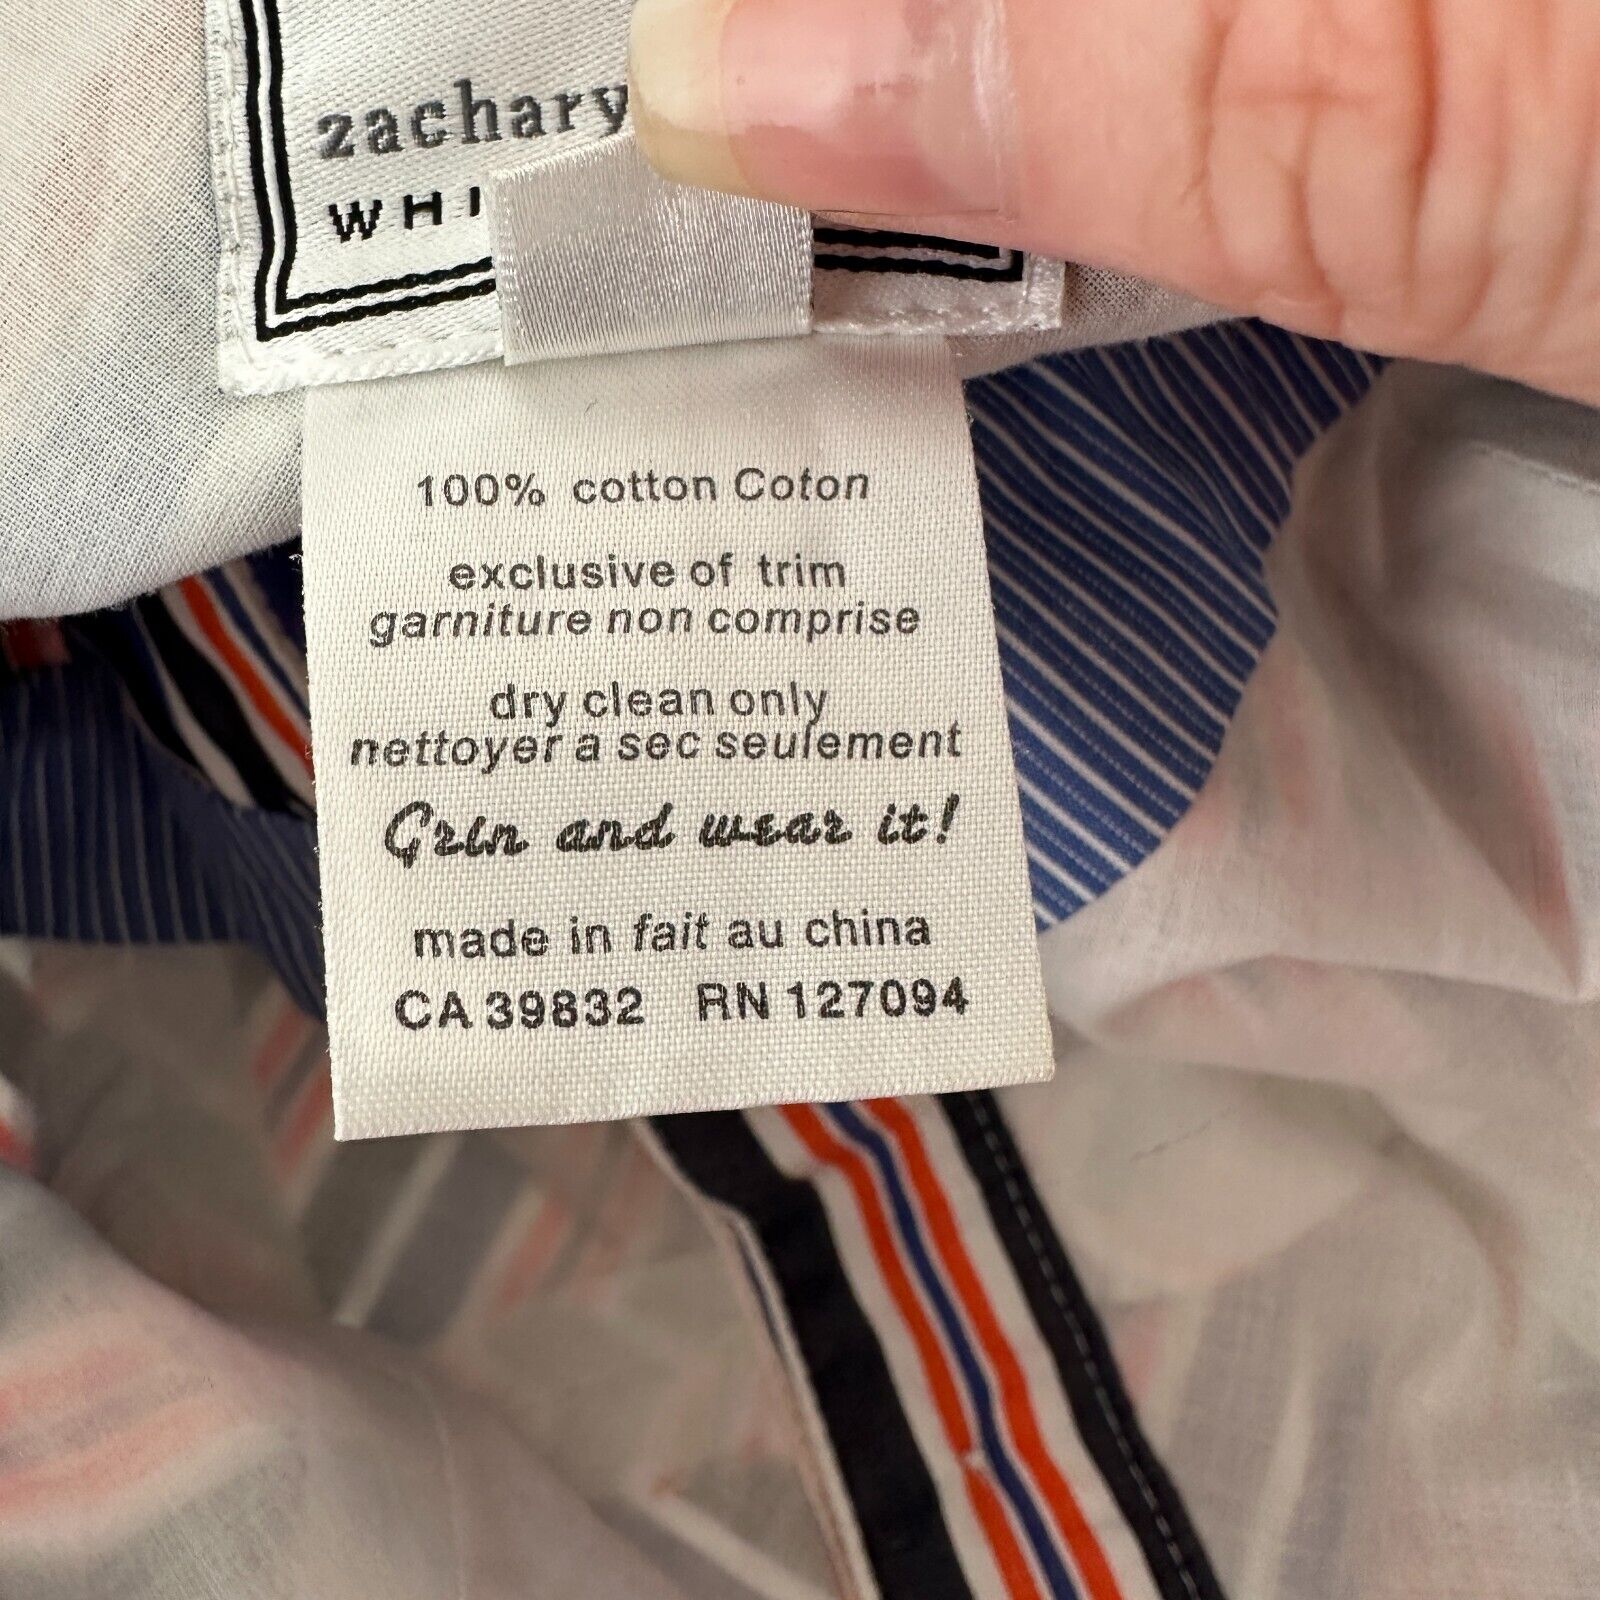 zachary
100% cotton Coton
exclusive of trim
garniture non comprise
dry clean only
nettoyer a sec seulement
Grin and wear it!
made in fait au china
CA 39832 RN 127094